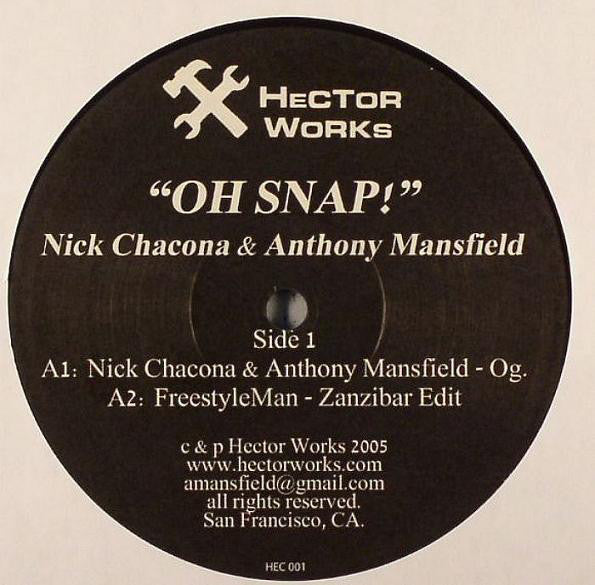 HECTOR
WORKS
“OH SNAP!”
Nick Chacona & Anthony Mansfield
Side 1
A1: Nick Chacona & Anthony Mansfield - Og.
A2: FreestyleMan - Zanzibar Edit
c & p Hector Works 2005
www.hectorworks.com
amansfield@gmail.com
all rights reserved.
San Francisco, CA.
HEC 001